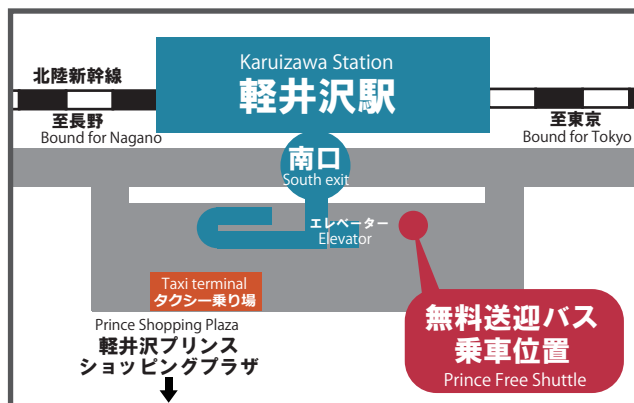 Karuizawa Station
軽井沢駅
北陸新幹線
至長野
Bound for Nagano
至東京
Bound for Tokyo
南口
South exit
エレベーター
Elevator
Taxi terminal
タクシー乗り場
Prince Shopping Plaza
軽井沢プリンス
ショッピングプラザ
無料送迎バス
乗車位置
Prince Free Shuttle